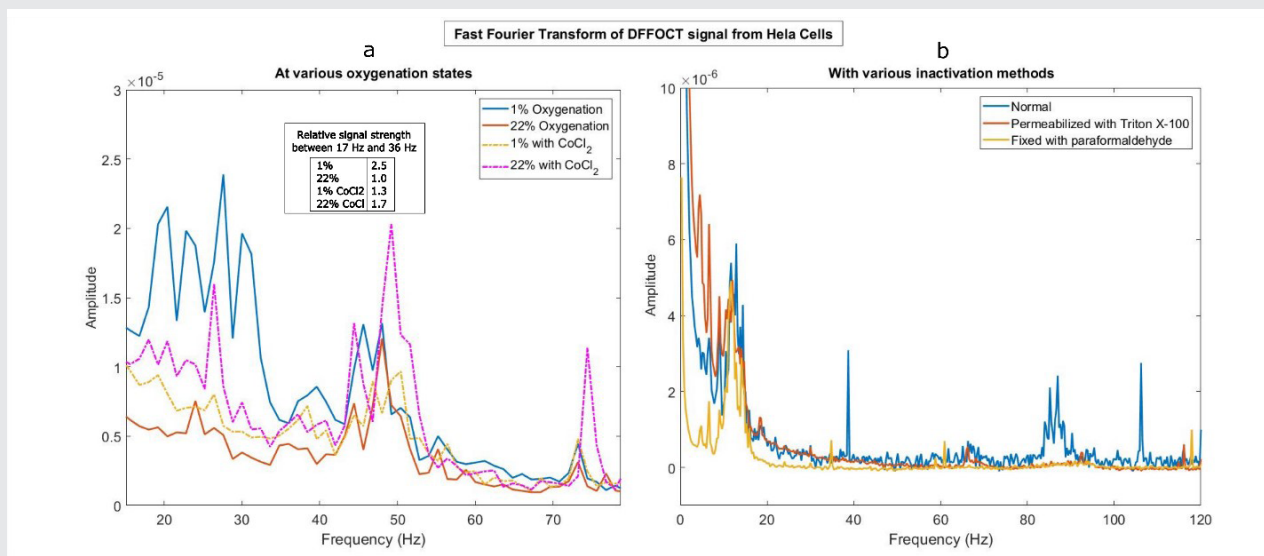 Fast Fourier Transform of DFFOCT signal from Hela Cells
a
At various oxygenation states
×10-5
3
2.5
2
1.5
1
0.5
0
Amplitude
20 30 40 50 60 70
Frequency (Hz)
1% Oxygenation
22% Oxygenation
1% with CoCl2
22% with CoCl2
Relative signal strength
between 17 Hz and 36 Hz
1% 2.5
22% 1.0
1% CoCl2 1.3
22% CoCl 1.7
b
With various inactivation methods
×10-6
10
8
6
4
2
0
Amplitude
0 20 40 60 80 100 120
Frequency (Hz)
Normal
Permeabilized with Triton X-100
Fixed with paraformaldehyde